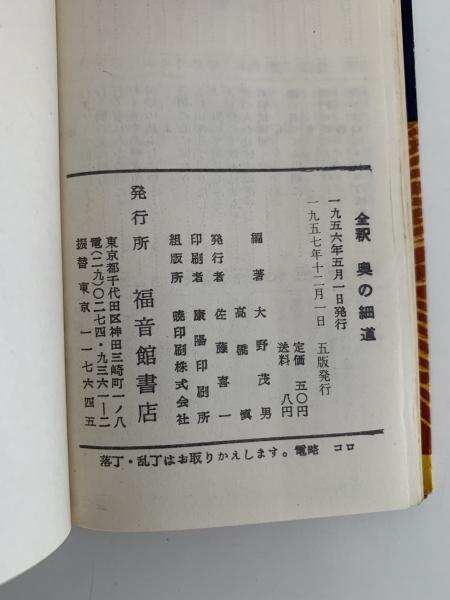 全釈 奥の細道
一九五六年五月一日発行
一九五七年十二月一日 五版発行
定価 五〇円
送料 八円
編著 大野茂男
高橋慎一
発行者 佐藤喜一
印刷者 康陽印刷所
組版所 暁印刷株式会社
発行所 福音館書店
東京都千代田区神田三崎町一ノ八
電(二九)〇二七四・九三六一―二
振替東京一一七六四五
落丁・乱丁はお取りかえします。電略 コロ